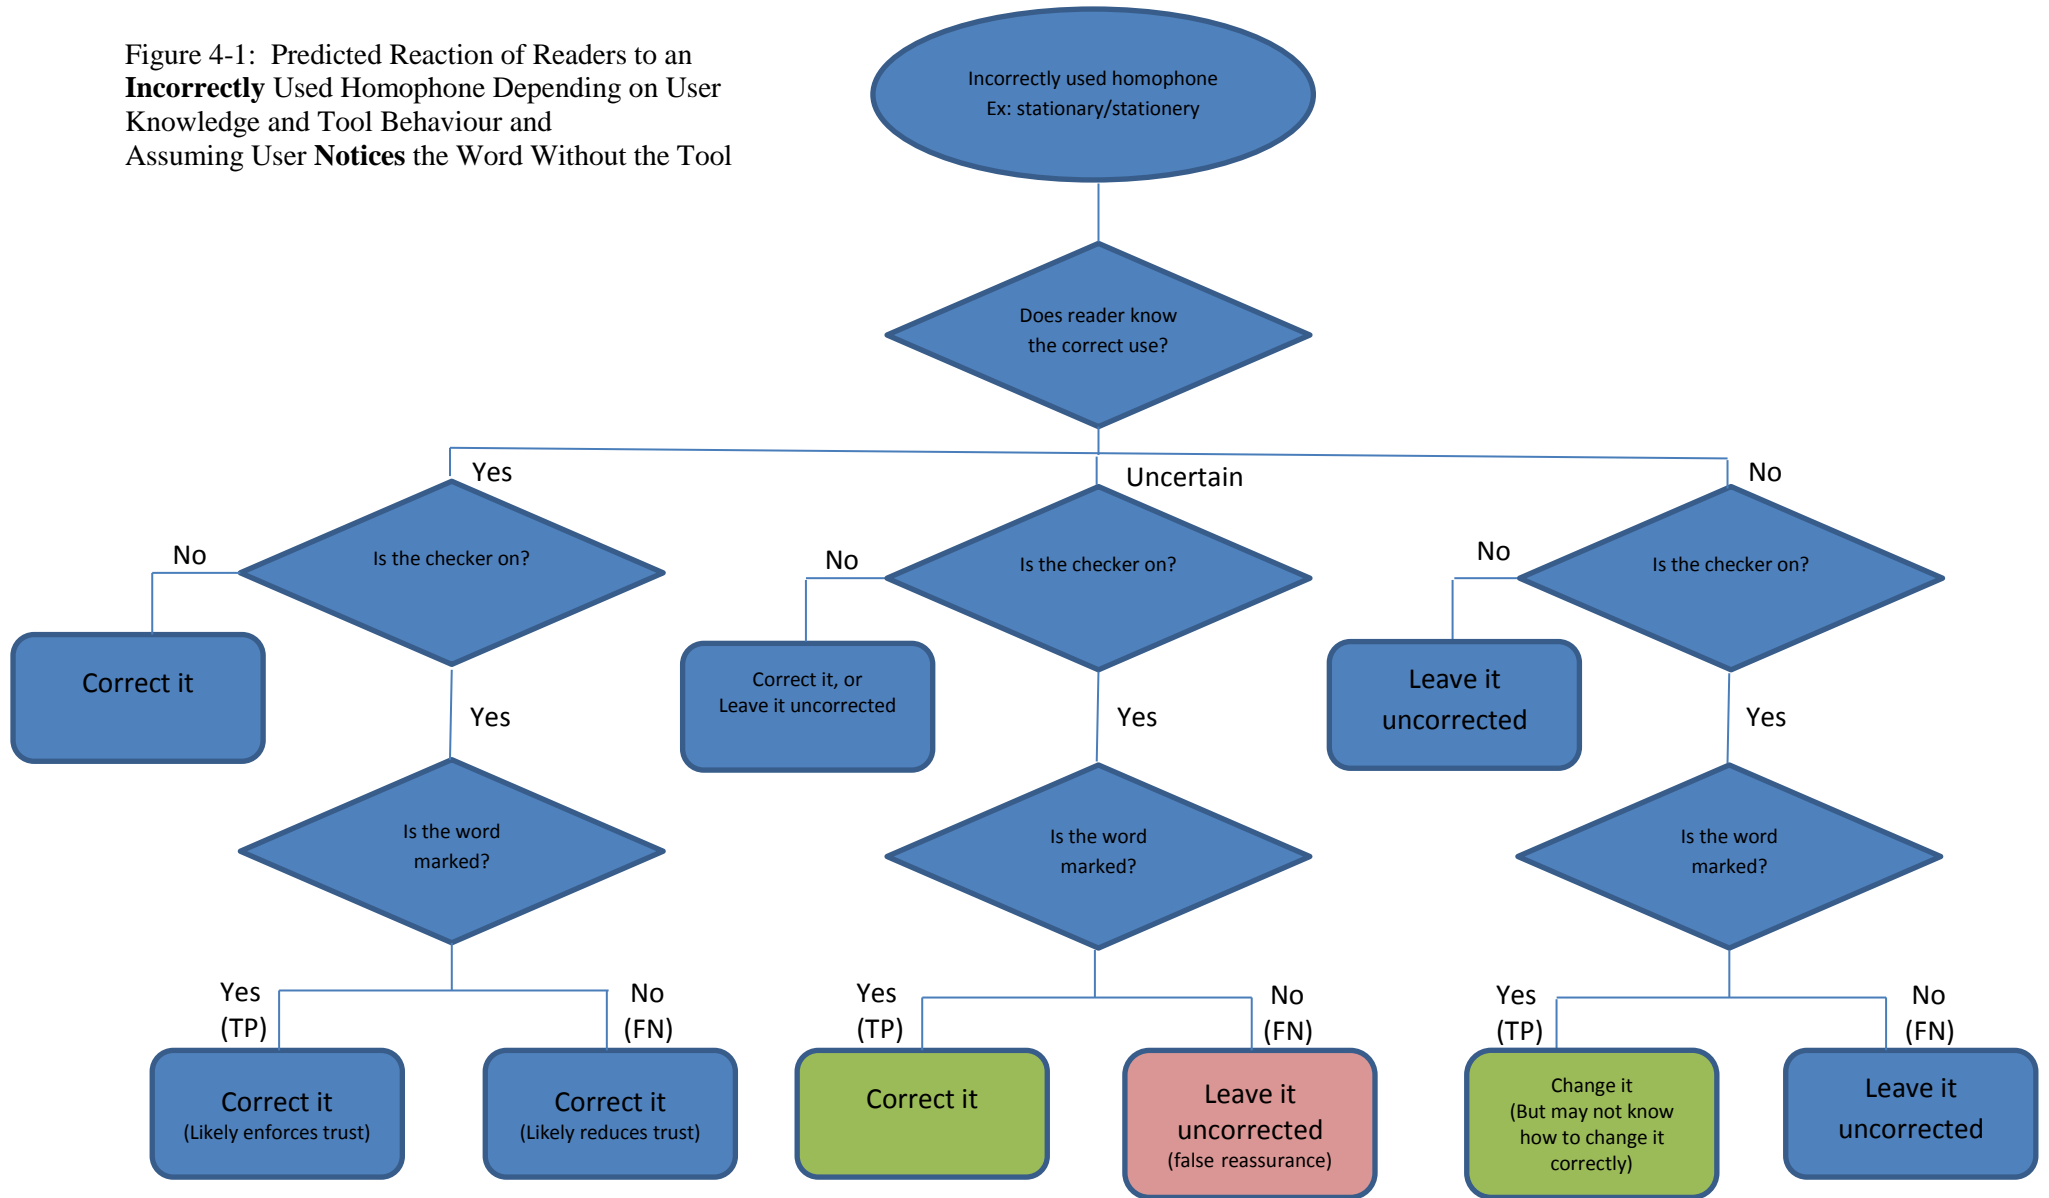 Figure 4-1:  Predicted Reaction of Readers to an
Incorrectly Used Homophone Depending on User
Knowledge and Tool Behaviour and
Assuming User Notices the Word Without the Tool
Incorrectly used homophone
Ex: stationary/stationery
Does reader know
the correct use?
Yes
Uncertain
No
Is the checker on?
No
Correct it
Yes
Is the word
marked?
Yes
(TP)
Correct it
(Likely enforces trust)
No
(FN)
Correct it
(Likely reduces trust)
Is the checker on?
No
Correct it, or
Leave it uncorrected
Yes
Is the word
marked?
Yes
(TP)
Correct it
No
(FN)
Leave it
uncorrected
(false reassurance)
Is the checker on?
No
Leave it
uncorrected
Yes
Is the word
marked?
Yes
(TP)
Change it
(But may not know
how to change it
correctly)
No
(FN)
Leave it
uncorrected